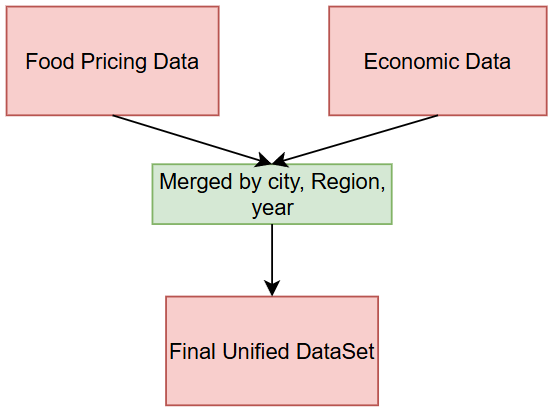 Food Pricing Data
Economic Data
Merged by city, Region,
year
Final Unified DataSet